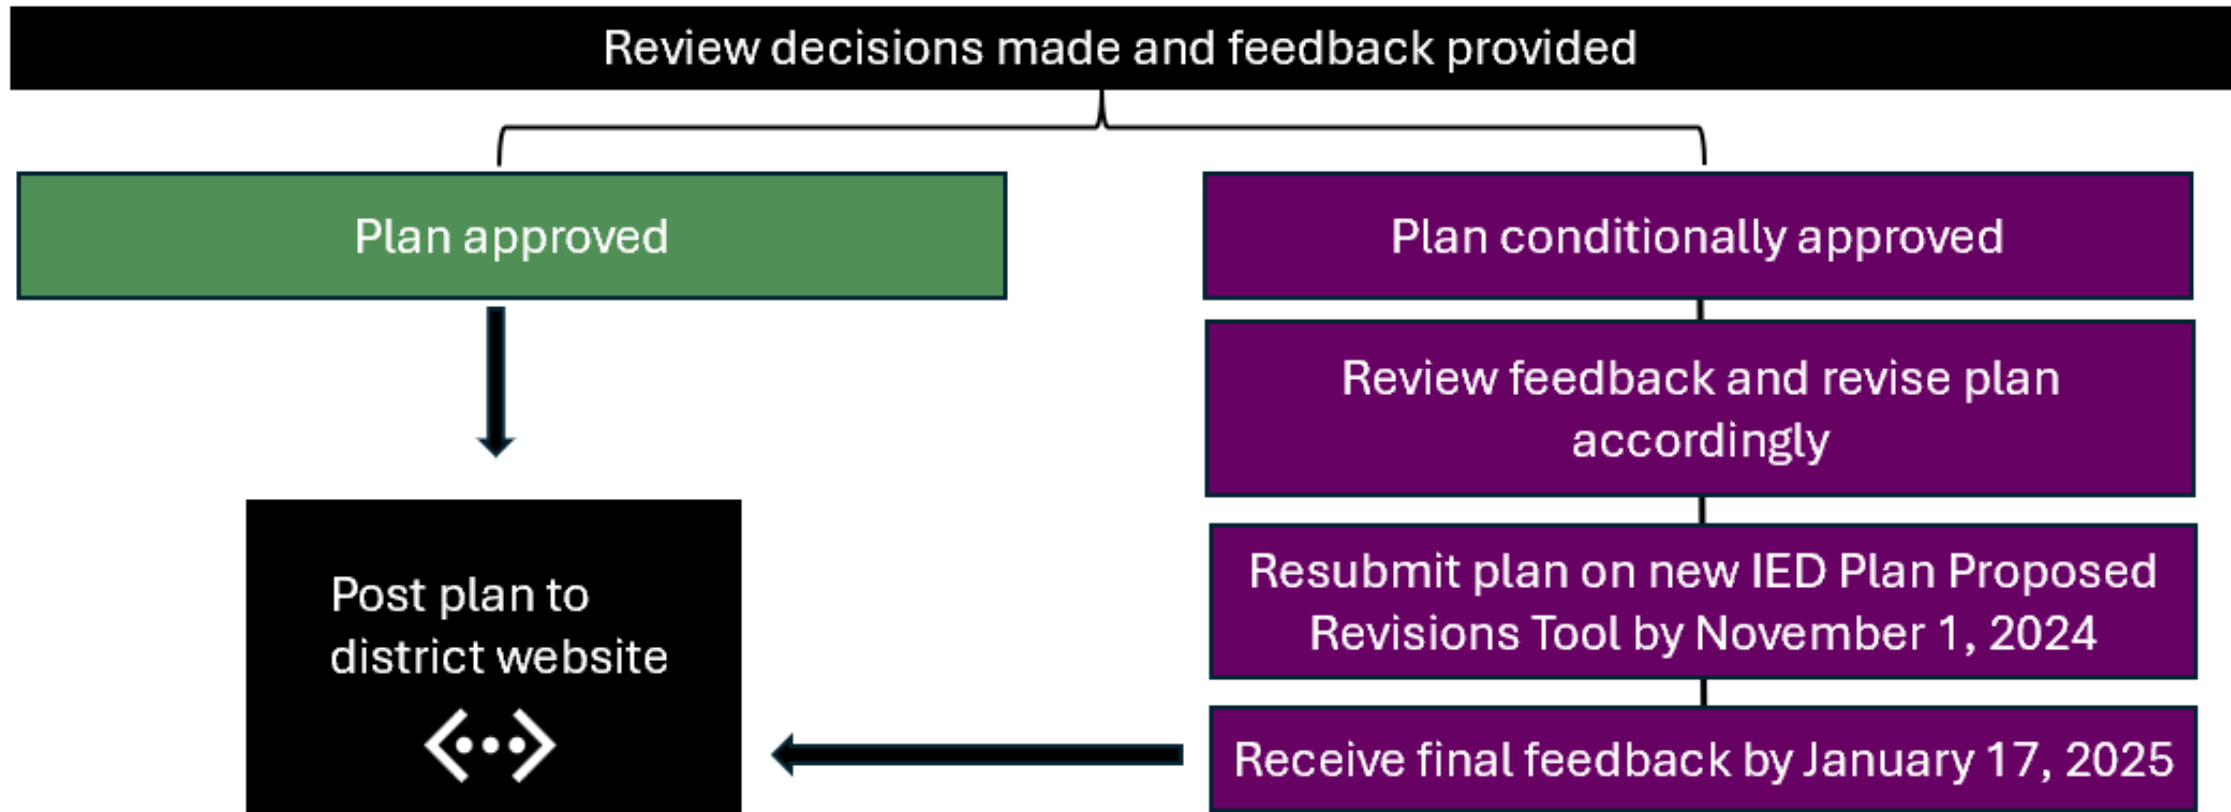 Review decisions made and feedback provided
Plan approved
Plan conditionally approved
Review feedback and revise plan
accordingly
Resubmit plan on new IED Plan Proposed
Revisions Tool by November 1, 2024
Receive final feedback by January 17, 2025
Post plan to
district website